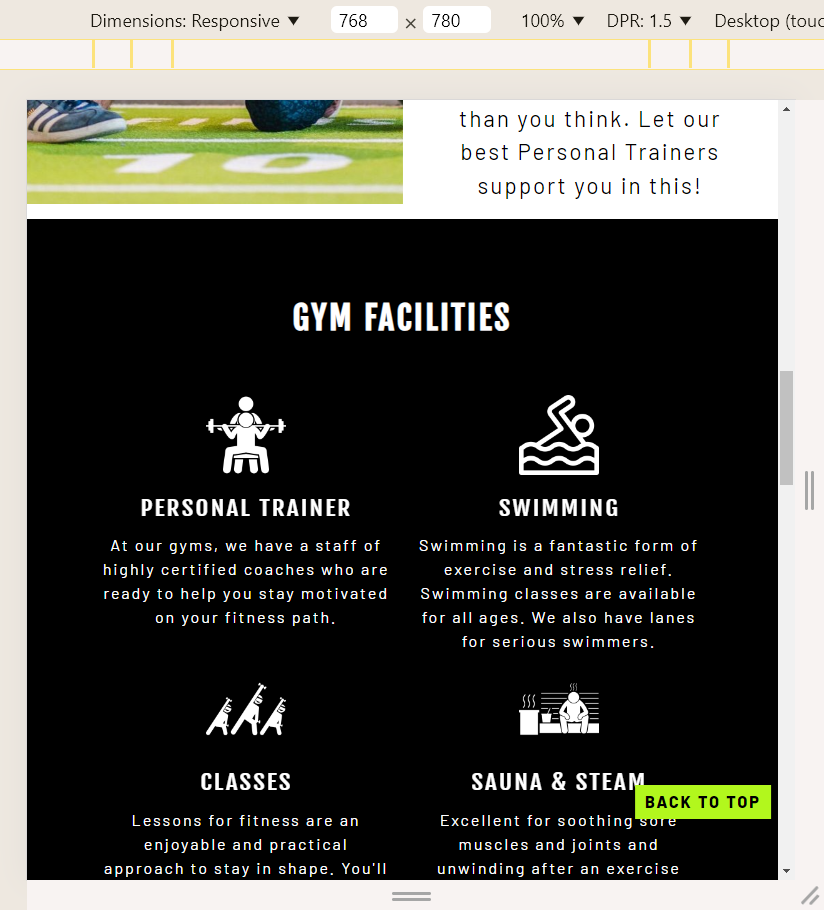 Dimensions: Responsive ▼ 768 × 780 100% ▼ DPR: 1.5 ▼ Desktop (touc
than you think. Let our
best Personal Trainers
support you in this!
10
GYM FACILITIES
PERSONAL TRAINER
At our gyms, we have a staff of
highly certified coaches who are
ready to help you stay motivated
on your fitness path.
SWIMMING
Swimming is a fantastic form of
exercise and stress relief.
Swimming classes are available
for all ages. We also have lanes
for serious swimmers.
CLASSES
Lessons for fitness are an
enjoyable and practical
approach to stay in shape. You'll
SAUNA & STEAM
Excellent for soothing sore
muscles and joints and
unwinding after an exercise
BACK TO TOP